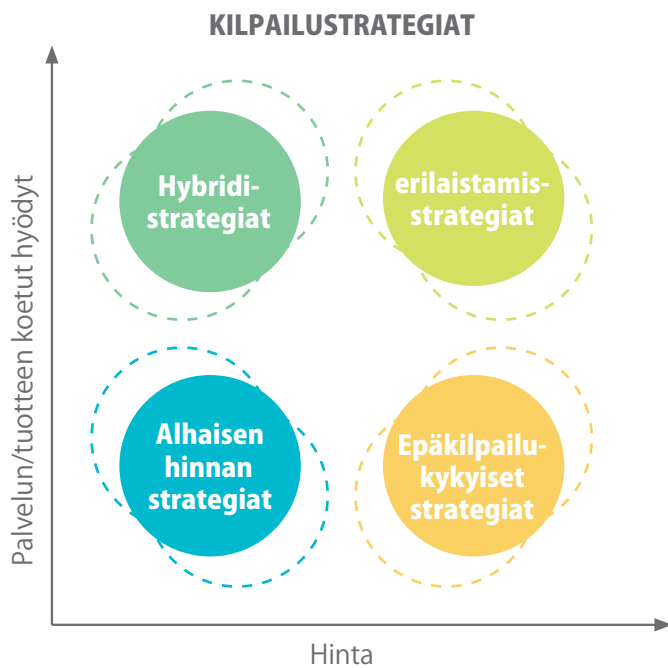 KILPAILUSTRATEGIAT
Palvelun/tuotteen koetut hyödyt
Hybridi-
strategiat
erilaistamis-
strategiat
Alhaisen
hinnan
strategiat
Epäkilpailu-
kykyiset
strategiat
Hinta